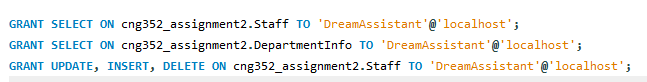 GRANT SELECT ON cng352_assignment2.Staff TO 'DreamAssistant'@'localhost';
GRANT SELECT ON cng352_assignment2.DepartmentInfo TO 'DreamAssistant'@'localhost';
GRANT UPDATE, INSERT, DELETE ON cng352_assignment2.Staff TO 'DreamAssistant'@'localhost';